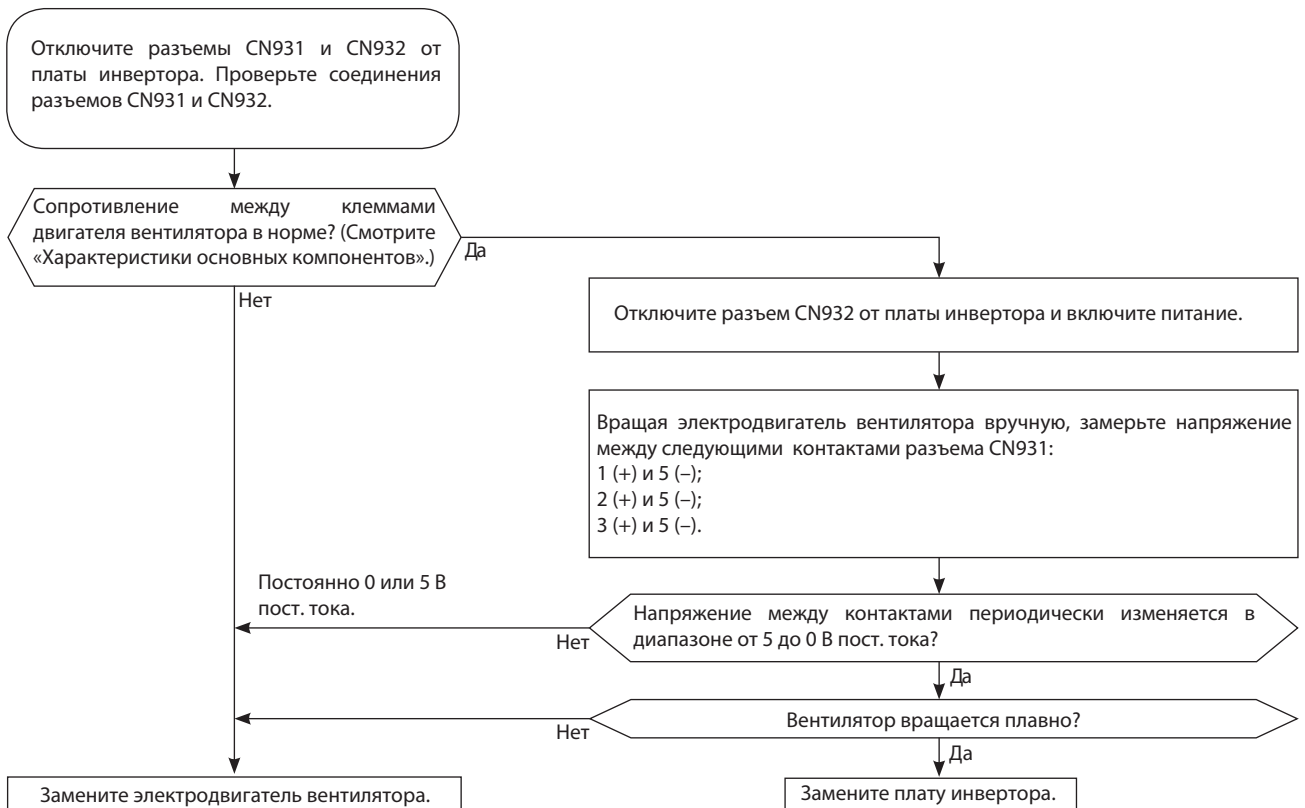 Отключите разъемы CN931 и CN932 от
платы инвертора. Проверьте соединения
разъемов CN931 и CN932.
Сопротивление между клеммами
двигателя вентилятора в норме? (Смотрите
«Характеристики основных компонентов».)
Да
Нет
Отключите разъем CN932 от платы инвертора и включите питание.
Вращая электродвигатель вентилятора вручную, замерьте напряжение
между следующими контактами разъема CN931:
1 (+) и 5 (–);
2 (+) и 5 (–);
3 (+) и 5 (–).
Постоянно 0 или 5 В
пост. тока.
Напряжение между контактами периодически изменяется в
диапазоне от 5 до 0 В пост. тока?
Нет
Да
Вентилятор вращается плавно?
Нет
Да
Замените электродвигатель вентилятора.
Замените плату инвертора.